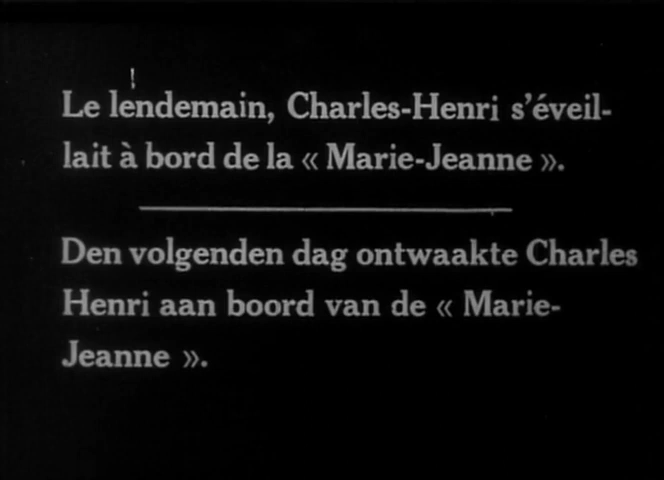 Le lendemain, Charles-Henri s'éveil-
lait à bord de la « Marie-Jeanne ».
Den volgenden dag ontwaakte Charles
Henri aan boord van de « Marie-
Jeanne ».